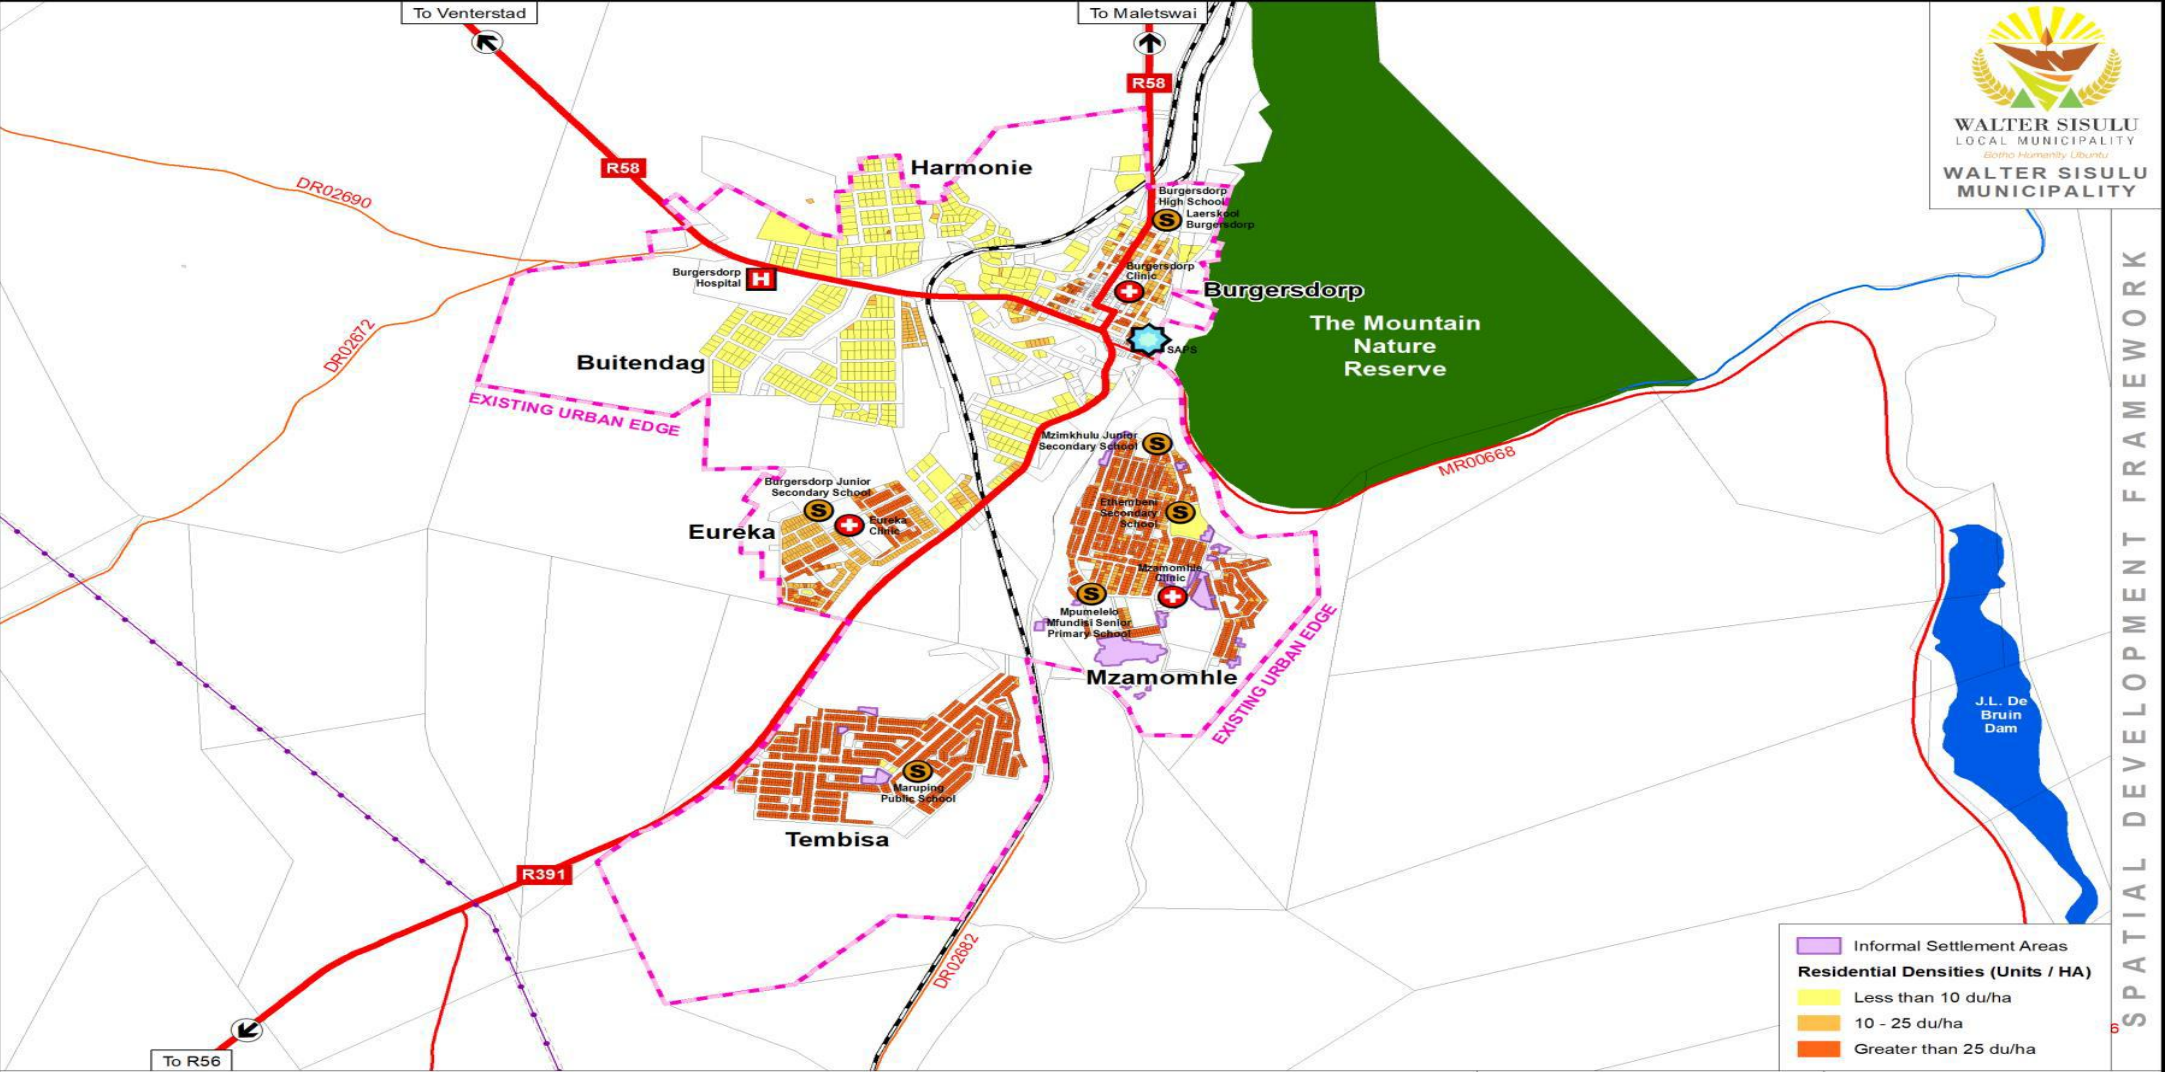 To Venterstad
To Maletswai
R58
R58
WALTER SISULU
LOCAL MUNICIPALITY
Botho Humanity Ubuntu
WALTER SISULU
MUNICIPALITY
Harmonie
DR02690
Burgersdorp
High School
Laerskool
Burgersdorp
Burgersdorp
Hospital
H
S
Burgersdorp
Clinic
Burgersdorp
The Mountain
Nature
Reserve
SAPS
DR02672
Buitendag
EXISTING URBAN EDGE
Mzimkhulu Junior
Secondary School
S
MR00668
Burgersdorp Junior
Secondary School
S
Eureka
Eureka
Clinic
Ethembeni
Secondary
School
S
Mzamomhle
Clinic
S
Mpumelelo
Mfundisi Senior
Primary School
Mzamomhle
EXISTING URBAN EDGE
J.L. De
Bruin
Dam
S
Maruping
Public School
Tembisa
R391
DR02682
To R56
Informal Settlement Areas
Residential Densities (Units / HA)
Less than 10 du/ha
10 - 25 du/ha
Greater than 25 du/ha
6
SPATIAL DEVELOPMENT FRAMEWORK